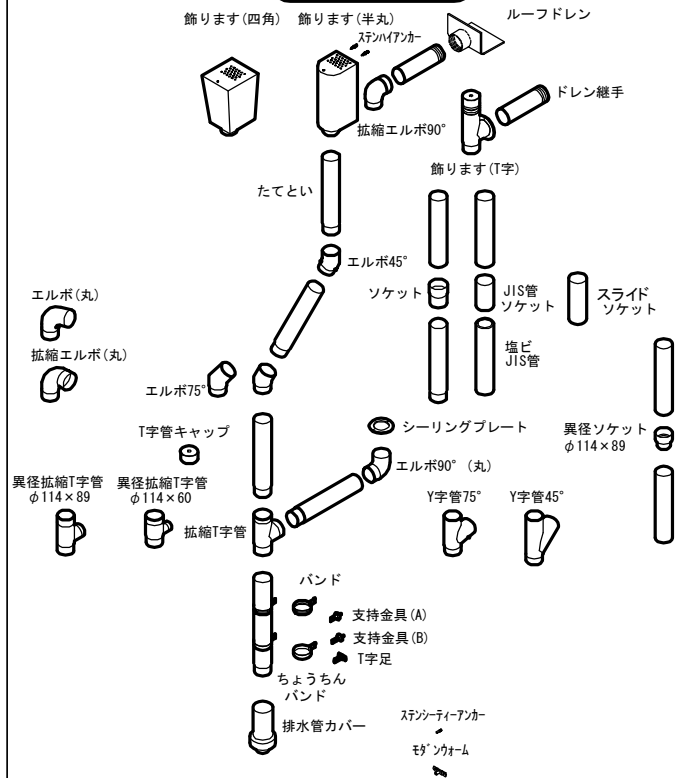 飾ります(四角)
飾ります(半丸)
ルーフドレン
ステンハイアンカー
拡縮エルボ90°
ドレン継手
飾ります(T字)
たてとい
エルボ45°
ソケット
JIS管
ソケット
スライド
ソケット
エルボ(丸)
塩ビ
JIS管
拡縮エルボ(丸)
エルボ75°
T字管キャップ
シーリングプレート
異径ソケット
φ114×89
エルボ90° (丸)
異径拡縮T字管
φ114×89
異径拡縮T字管
φ114×60
拡縮T字管
Y字管75°
Y字管45°
バンド
支持金具(A)
支持金具(B)
T字足
ちょうちん
バンド
排水管カバー
ステンシーティーアンカー
モダンウォーム